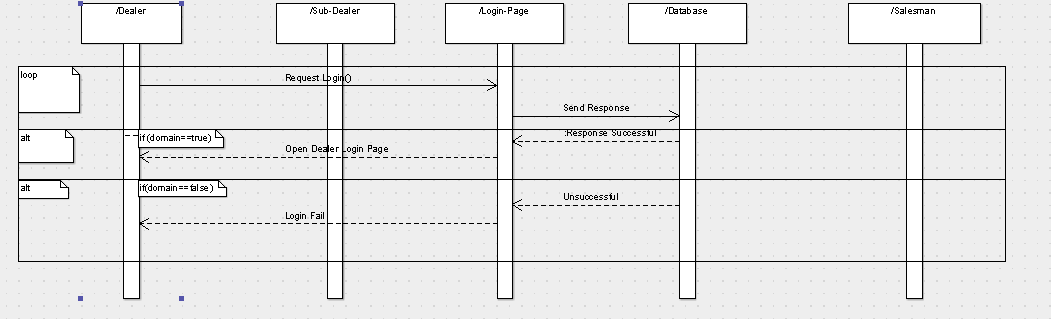 /Dealer
/Sub-Dealer
/Login-Page
/Database
/Salesman
loop
Request Login()
Send Response
alt
if(domain==true)
:Response Successful
Open Dealer Login Page
alt
if(domain==false)
Unsuccessful
Login Fail